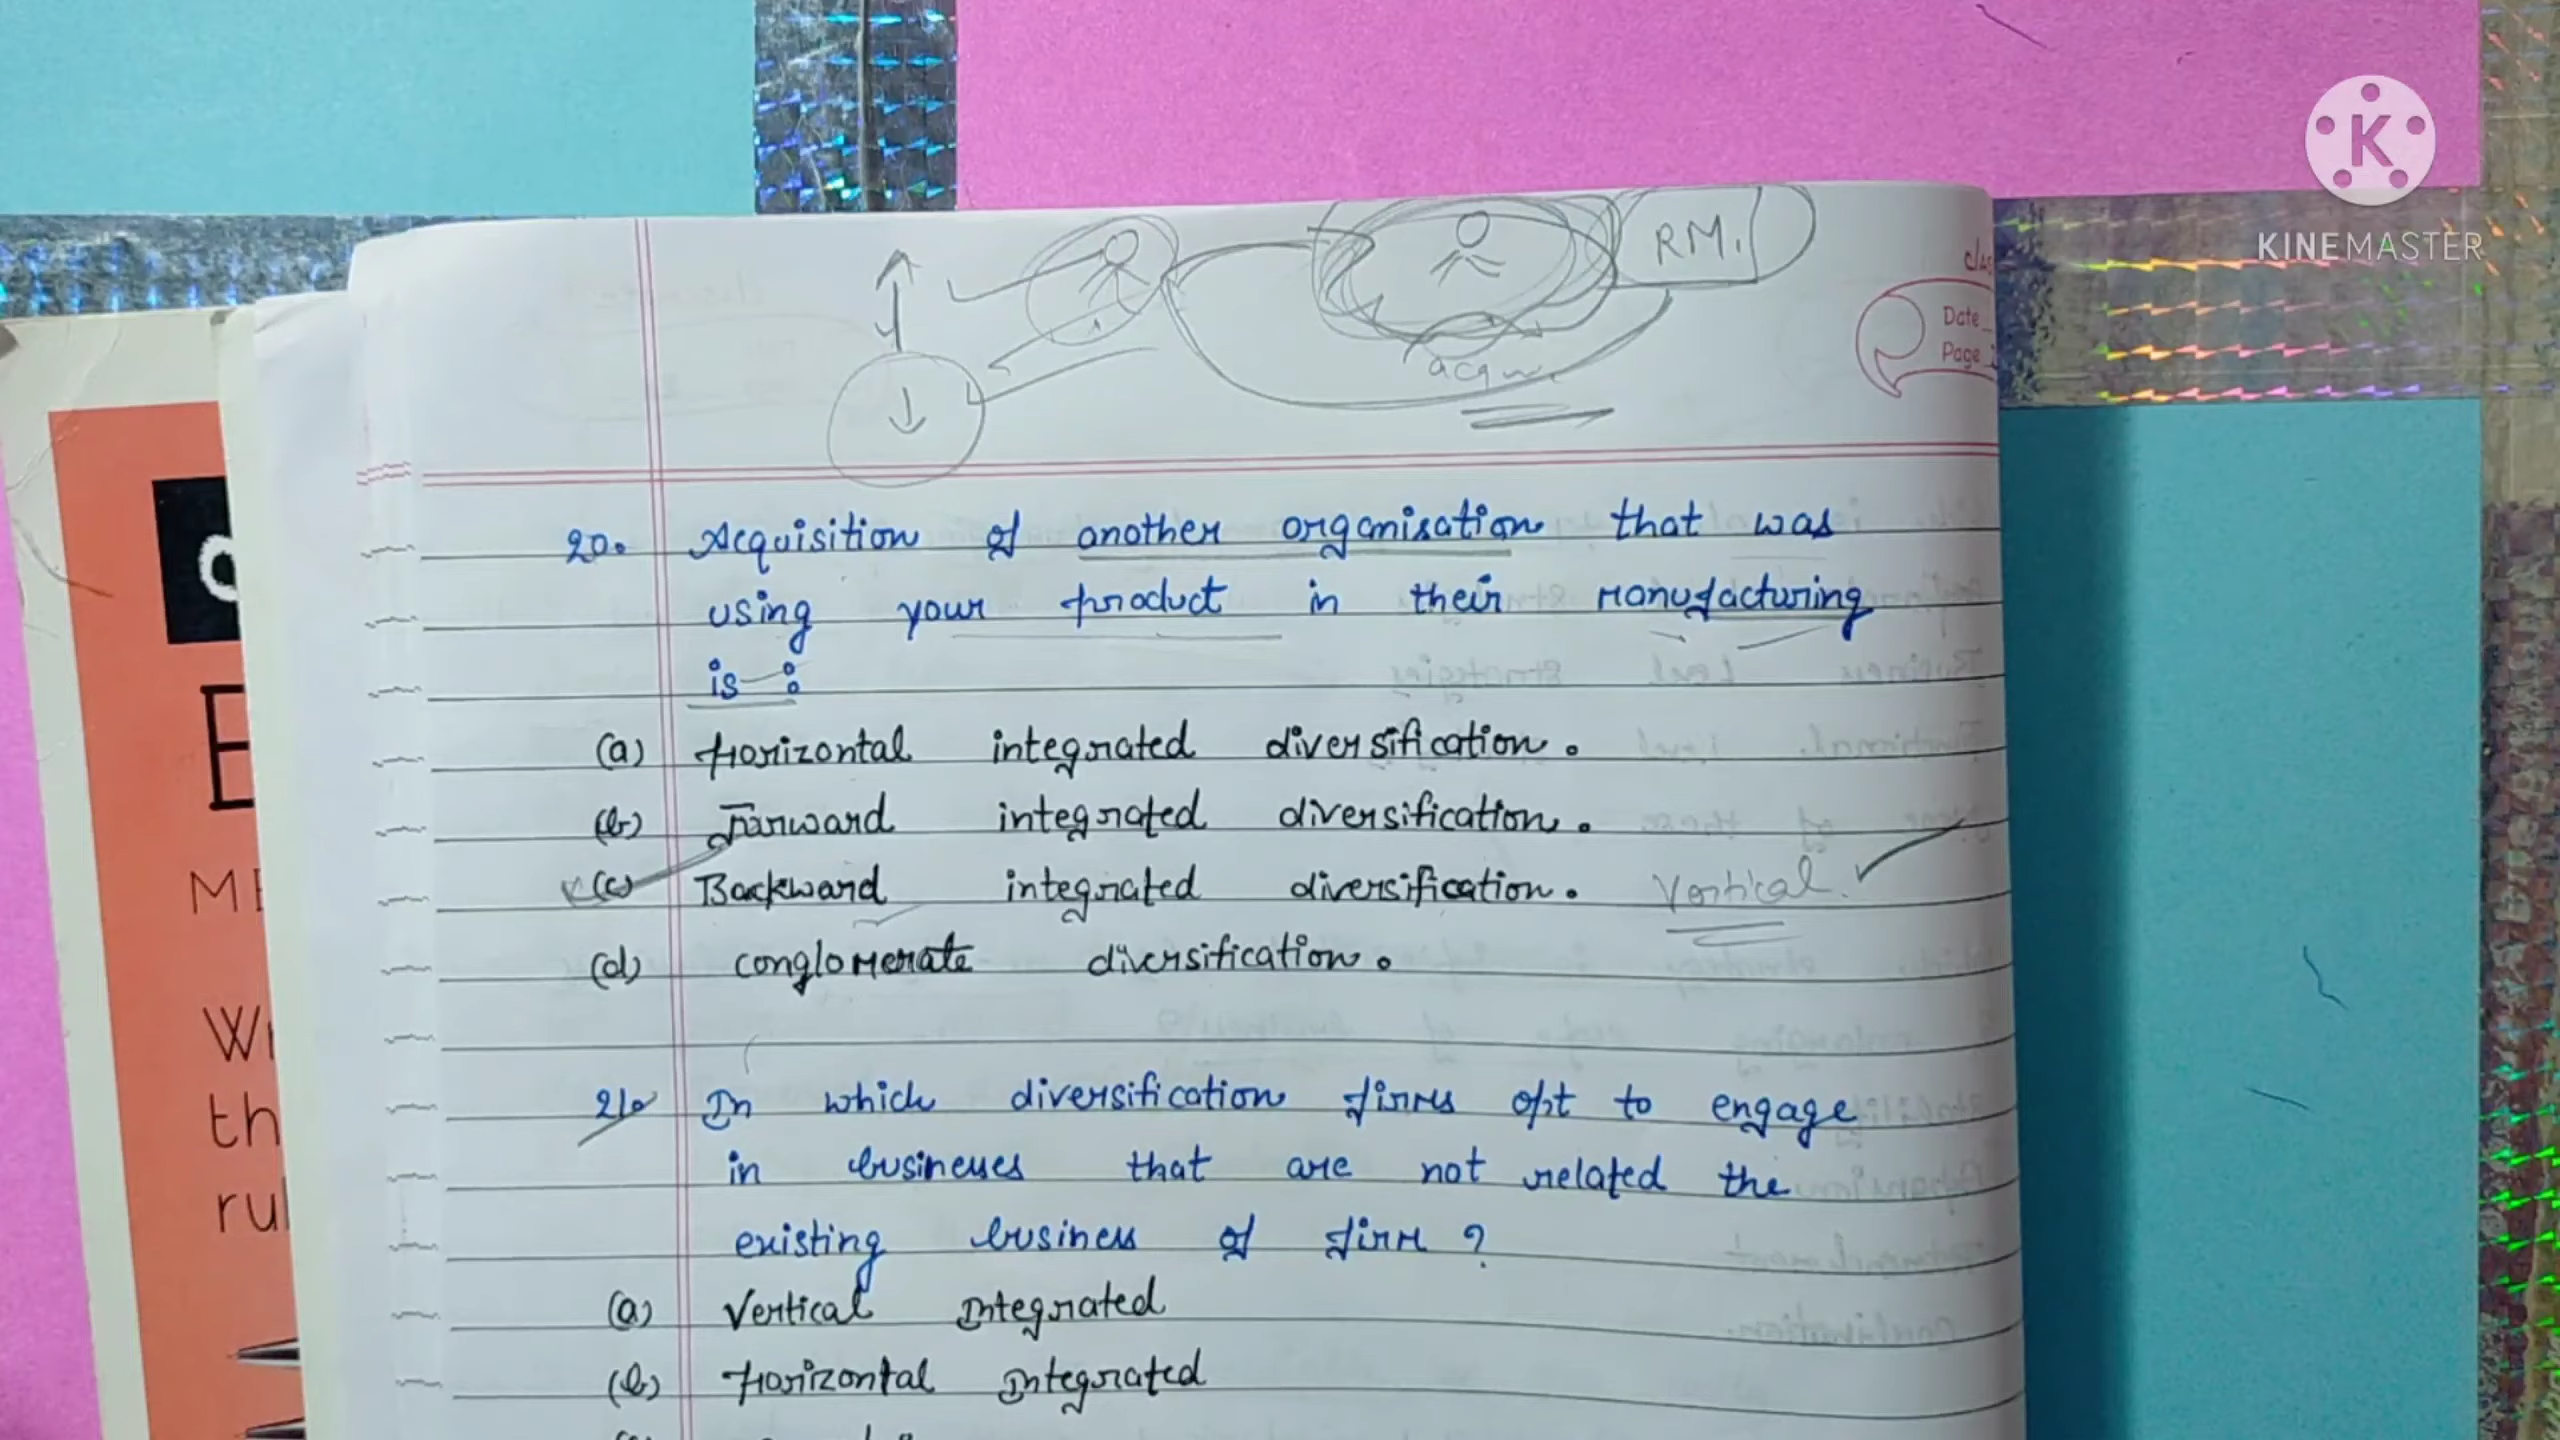 KINEMASTER
RM.
Date
Page
acqu
20. Acquisition of another organisation that was
using your product in their manufacturing
is :
(a) Horizontal integrated diversification.
(b) Forward integrated diversification.
(c) Backward integrated diversification. Vertical
(d) conglomerate diversification.
21. In which diversification firms opt to engage
in businesses that are not related the
existing business of firm ?
(a) Vertical Integrated
(b) Horizontal Integrated